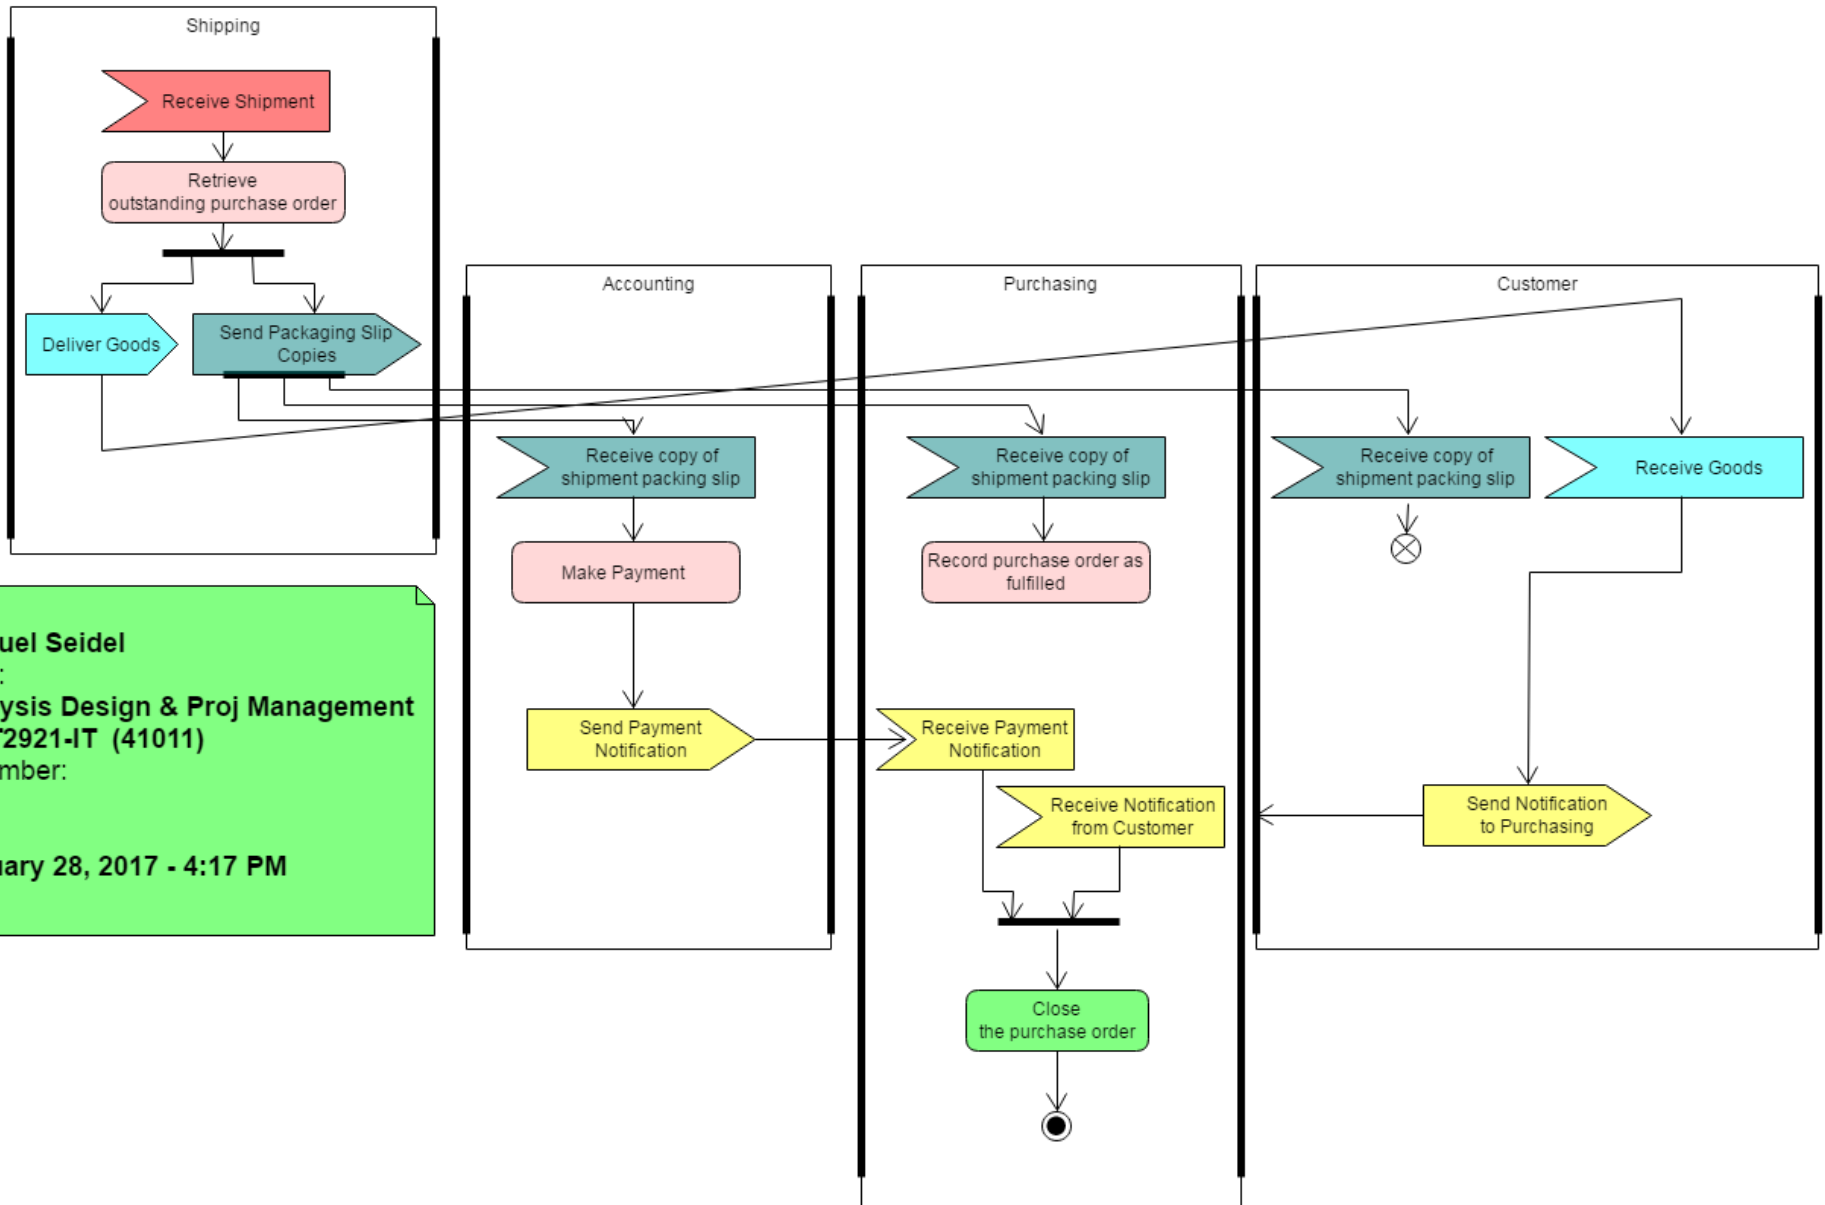 Shipping
Receive Shipment
Retrieve
outstanding purchase order
Deliver Goods
Send Packaging Slip
Copies
Accounting
Receive copy of
shipment packing slip
Make Payment
Send Payment
Notification
Purchasing
Receive copy of
shipment packing slip
Record purchase order as
fulfilled
Receive Payment
Notification
Receive Notification
from Customer
Close
the purchase order
Customer
Receive copy of
shipment packing slip
Receive Goods
Send Notification
to Purchasing
uel Seidel
:
ysis Design & Proj Management
2921-IT (41011)
mber:
ary 28, 2017 - 4:17 PM